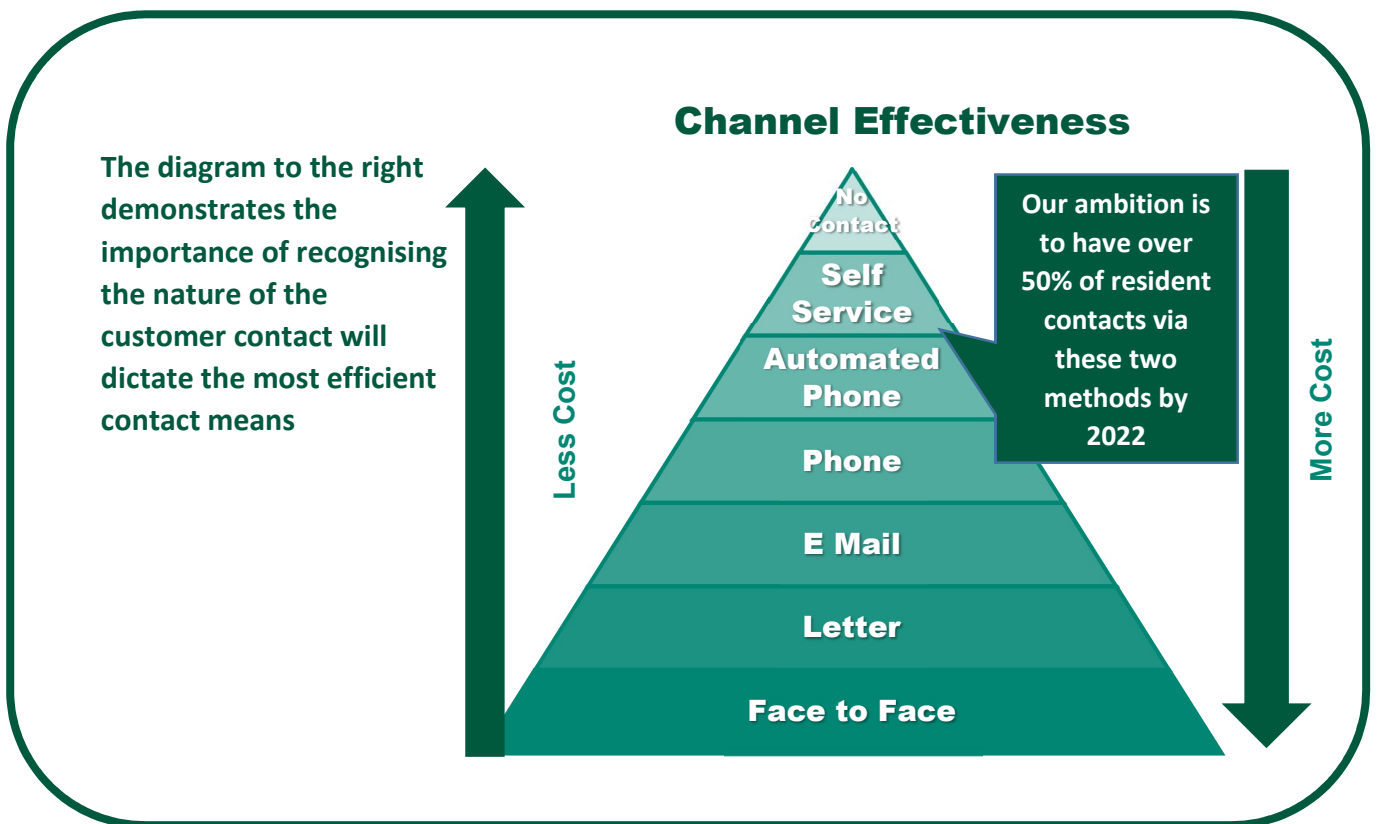 Channel Effectiveness
The diagram to the right
demonstrates the
importance of recognising
the nature of the
customer contact will
dictate the most efficient
contact means
Less Cost
No
Contact
Self
Service
Automated
Phone
Phone
E Mail
Letter
Face to Face
Our ambition is
to have over
50% of resident
contacts via
these two
methods by
2022
More Cost